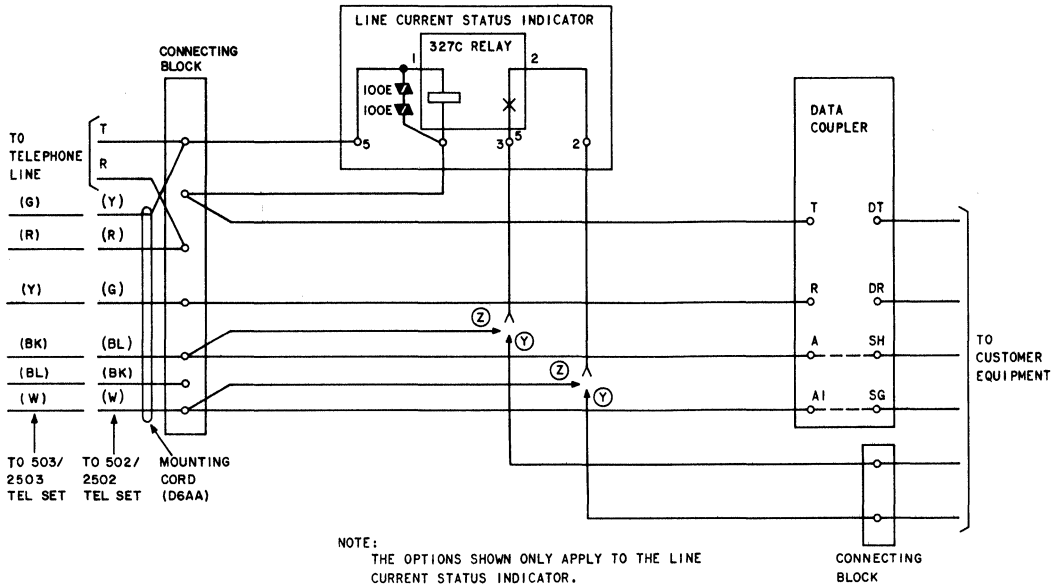 LINE CURRENT STATUS INDICATOR
327C RELAY
1
2
100E
100E
5
5
3
2
CONNECTING
BLOCK
TO
TELEPHONE
LINE
T
R
(G) (Y)
(R) (R)
(Y) (G)
(BK) (BL)
(BL) (BK)
(W) (W)
TO 503/
2503
TEL SET
TO 502/
2502
TEL SET
MOUNTING
CORD
(D6AA)
Z
Y
Z
Y
DATA
COUPLER
T DT
R DR
A SH
A1 SG
TO
CUSTOMER
EQUIPMENT
CONNECTING
BLOCK
NOTE:
THE OPTIONS SHOWN ONLY APPLY TO THE LINE
CURRENT STATUS INDICATOR.